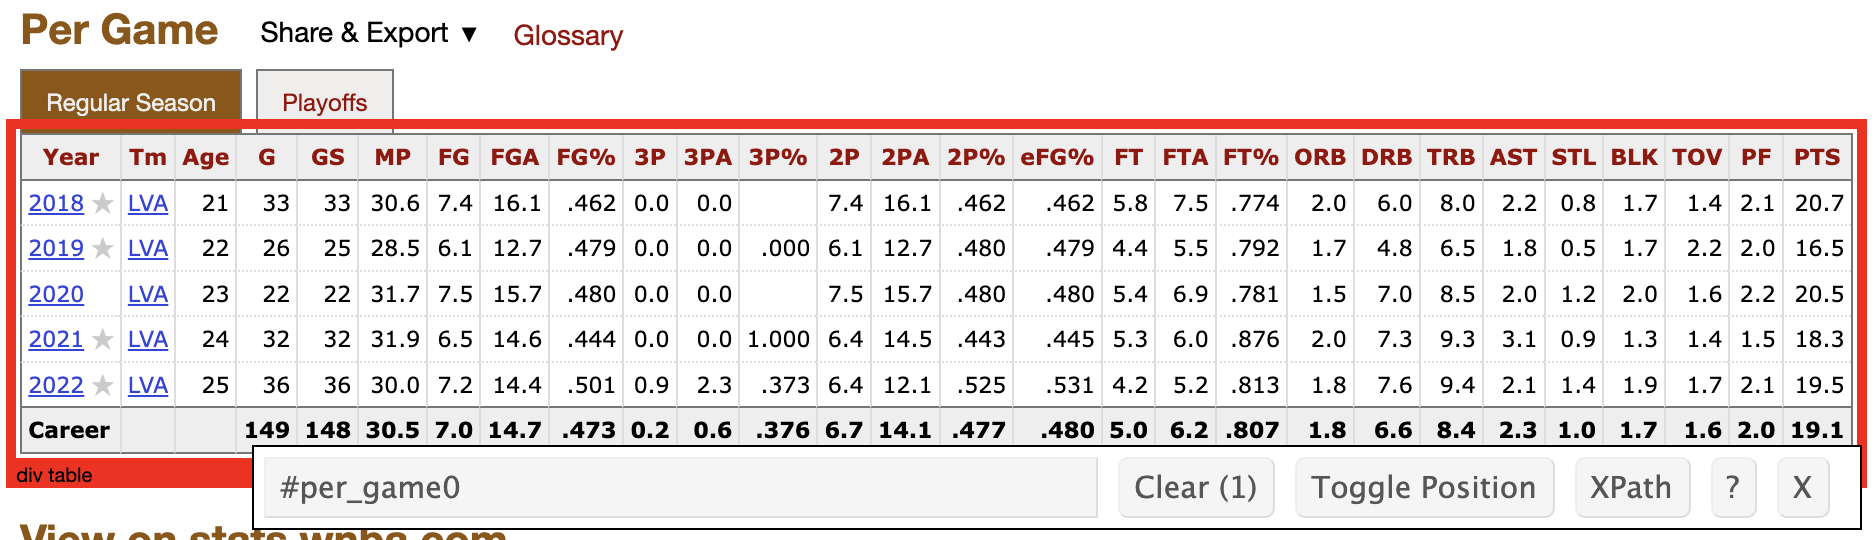 Per Game Share & Export ▼ Glossary
Regular Season Playoffs
Year Tm Age G GS MP FG FGA FG% 3P 3PA 3P% 2P 2PA 2P% eFG% FT FTA FT% ORB DRB TRB AST STL BLK TOV PF PTS
2018 ★ LVA 21 33 33 30.6 7.4 16.1 .462 0.0 0.0 7.4 16.1 .462 .462 5.8 7.5 .774 2.0 6.0 8.0 2.2 0.8 1.7 1.4 2.1 20.7
2019 ★ LVA 22 26 25 28.5 6.1 12.7 .479 0.0 0.0 .000 6.1 12.7 .480 .479 4.4 5.5 .792 1.7 4.8 6.5 1.8 0.5 1.7 2.2 2.0 16.5
2020 LVA 23 22 22 31.7 7.5 15.7 .480 0.0 0.0 7.5 15.7 .480 .480 5.4 6.9 .781 1.5 7.0 8.5 2.0 1.2 2.0 1.6 2.2 20.5
2021 ★ LVA 24 32 32 31.9 6.5 14.6 .444 0.0 0.0 1.000 6.4 14.5 .443 .445 5.3 6.0 .876 2.0 7.3 9.3 3.1 0.9 1.3 1.4 1.5 18.3
2022 ★ LVA 25 36 36 30.0 7.2 14.4 .501 0.9 2.3 .373 6.4 12.1 .525 .531 4.2 5.2 .813 1.8 7.6 9.4 2.1 1.4 1.9 1.7 2.1 19.5
Career 149 148 30.5 7.0 14.7 .473 0.2 0.6 .376 6.7 14.1 .477 .480 5.0 6.2 .807 1.8 6.6 8.4 2.3 1.0 1.7 1.6 2.0 19.1
div table
#per_game0 Clear (1) Toggle Position XPath ? X
View on stats.wnba.com